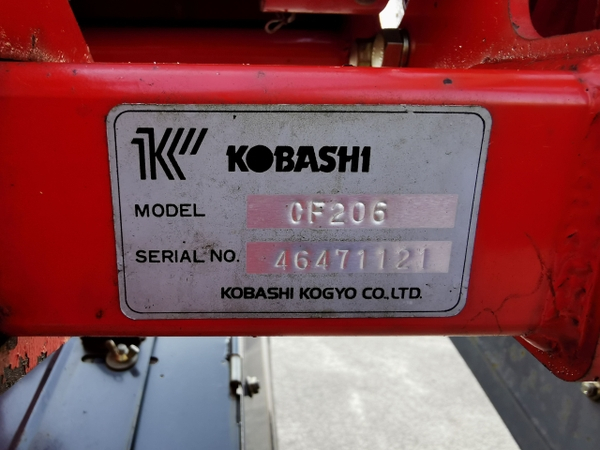 KOBASHI
MODEL CF206
SERIAL NO. 46471121
KOBASHI KOGYO CO.,LTD.